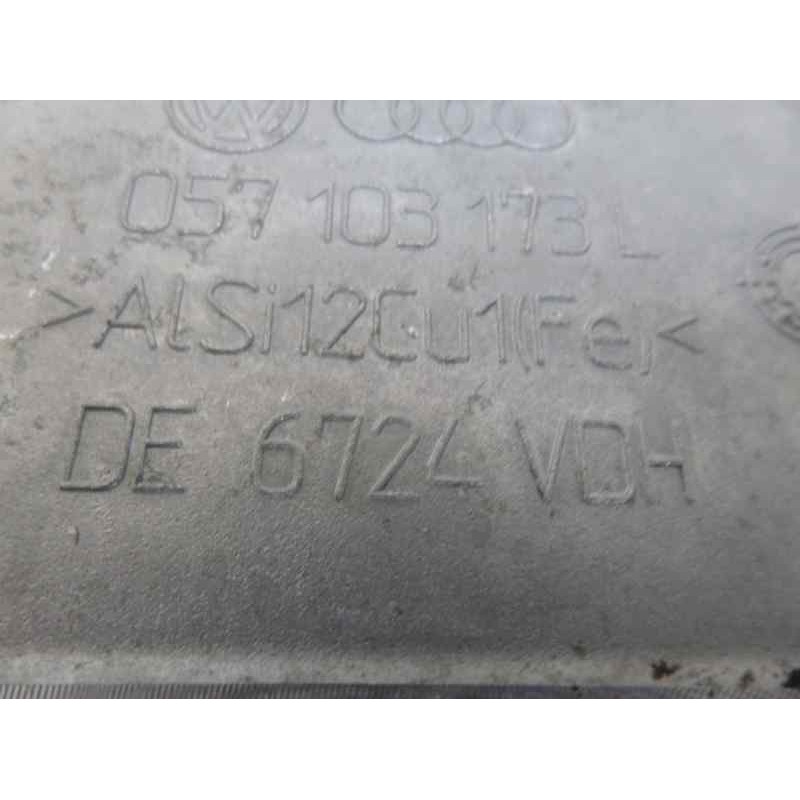 057 103 173 L
>AlSi12Cu1(Fe)<
DE 6724 VDH